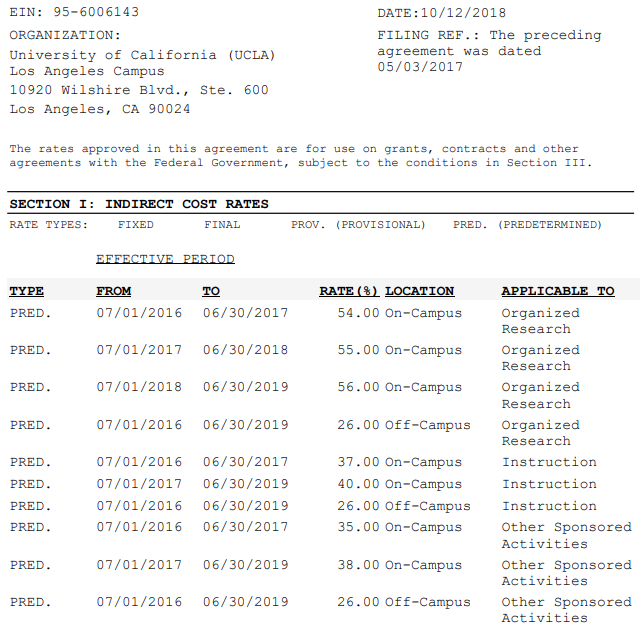 EIN: 95-6006143
DATE:10/12/2018
ORGANIZATION:
FILING REF.: The preceding
agreement was dated
05/03/2017
University of California (UCLA)
Los Angeles Campus
10920 Wilshire Blvd., Ste. 600
Los Angeles, CA 90024
The rates approved in this agreement are for use on grants, contracts and other
agreements with the Federal Government, subject to the conditions in Section III.
SECTION I: INDIRECT COST RATES
RATE TYPES: FIXED FINAL PROV. (PROVISIONAL) PRED. (PREDETERMINED)
EFFECTIVE PERIOD
TYPE FROM TO RATE(%) LOCATION APPLICABLE TO
PRED. 07/01/2016 06/30/2017 54.00 On-Campus Organized
Research
PRED. 07/01/2017 06/30/2018 55.00 On-Campus Organized
Research
PRED. 07/01/2018 06/30/2019 56.00 On-Campus Organized
Research
PRED. 07/01/2016 06/30/2019 26.00 Off-Campus Organized
Research
PRED. 07/01/2016 06/30/2017 37.00 On-Campus Instruction
PRED. 07/01/2017 06/30/2019 40.00 On-Campus Instruction
PRED. 07/01/2016 06/30/2019 26.00 Off-Campus Instruction
PRED. 07/01/2016 06/30/2017 35.00 On-Campus Other Sponsored
Activities
PRED. 07/01/2017 06/30/2019 38.00 On-Campus Other Sponsored
Activities
PRED. 07/01/2016 06/30/2019 26.00 Off-Campus Other Sponsored
Activities